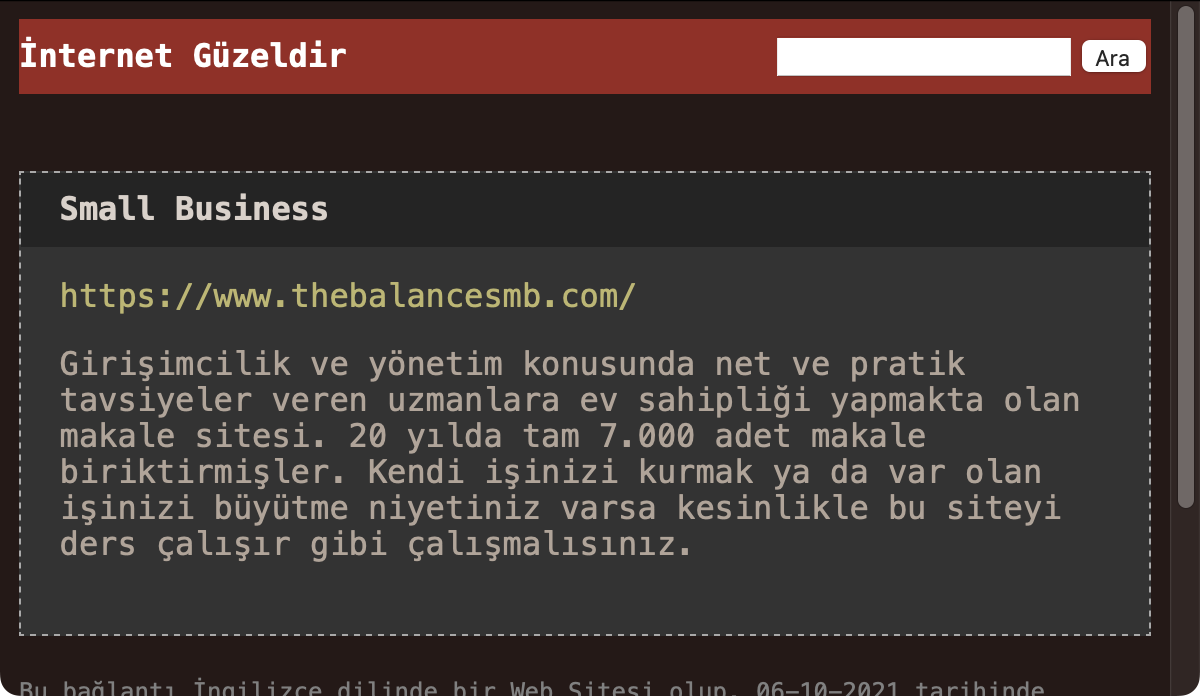 İnternet Güzeldir
Ara
Small Business
https://www.thebalancesmb.com/
Girişimcilik ve yönetim konusunda net ve pratik
tavsiyeler veren uzmanlara ev sahipliği yapmakta olan
makale sitesi. 20 yılda tam 7.000 adet makale
biriktirmişler. Kendi işinizi kurmak ya da var olan
işinizi büyütme niyetiniz varsa kesinlikle bu siteyi
ders çalışır gibi çalışmalısınız.
Bu bağlantı İngilizce dilinde bir Web Sitesi olup, 06-10-2021 tarihinde